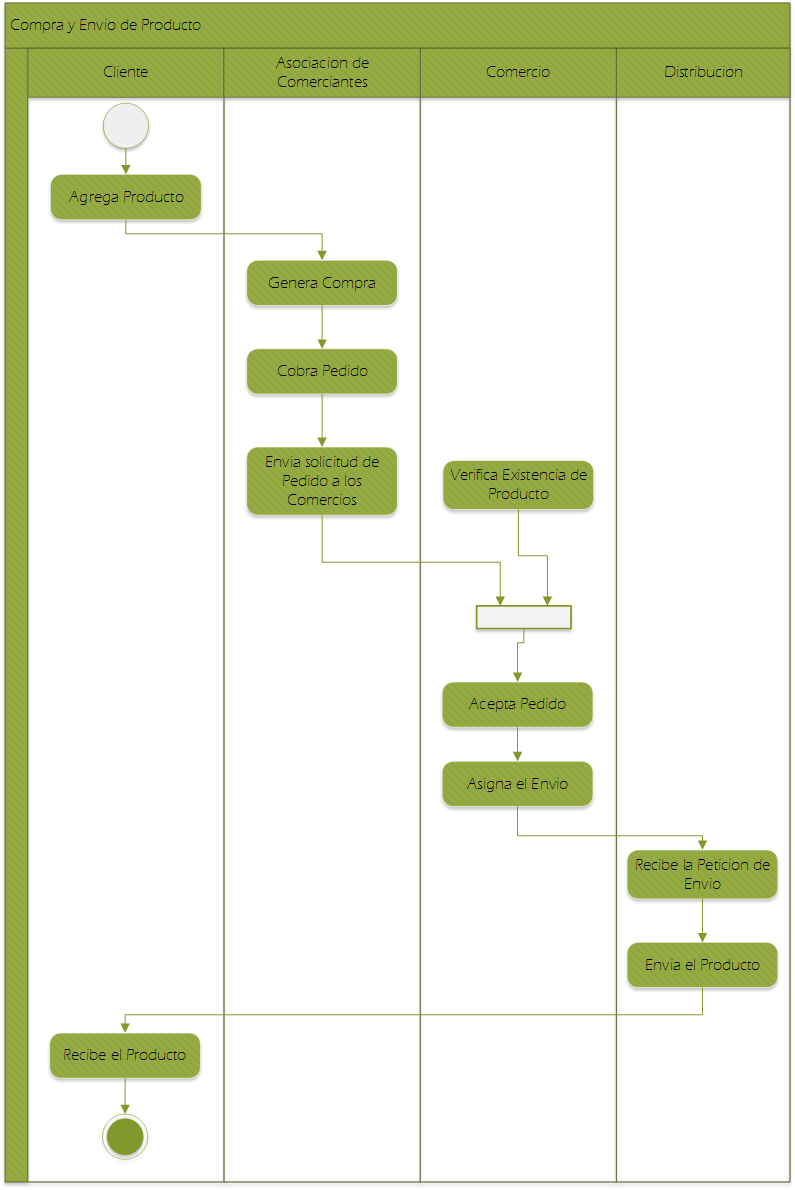 Compra y Envio de Producto
Cliente
Asociacion de
Comerciantes
Comercio
Distribucion
Agrega Producto
Genera Compra
Cobra Pedido
Envia solicitud de
Pedido a los
Comercios
Verifica Existencia de
Producto
Acepta Pedido
Asigna el Envio
Recibe la Peticion de
Envio
Envia el Producto
Recibe el Producto